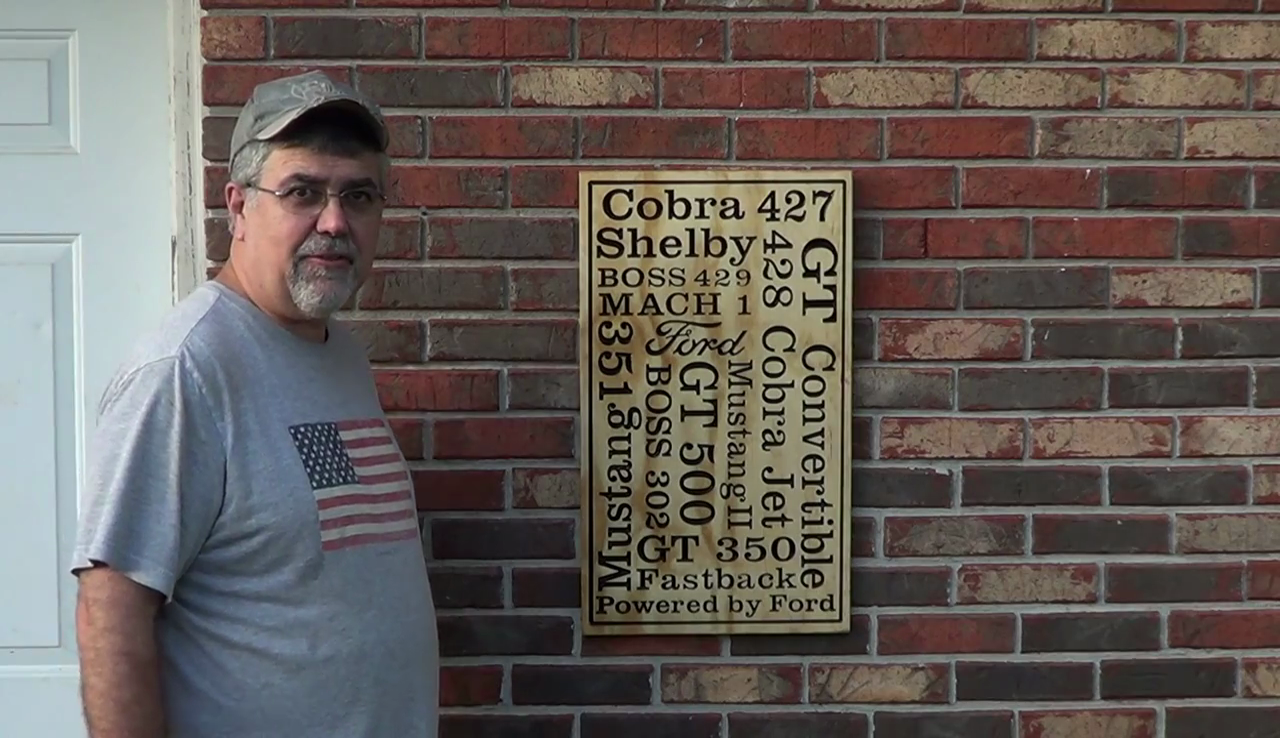 Cobra 427
Shelby
BOSS 429
MACH 1
Ford
351
Mustang
BOSS 302
GT 500
Mustang II
428 Cobra Jet
GT Convertible
GT 350
Fastback
Powered by Ford